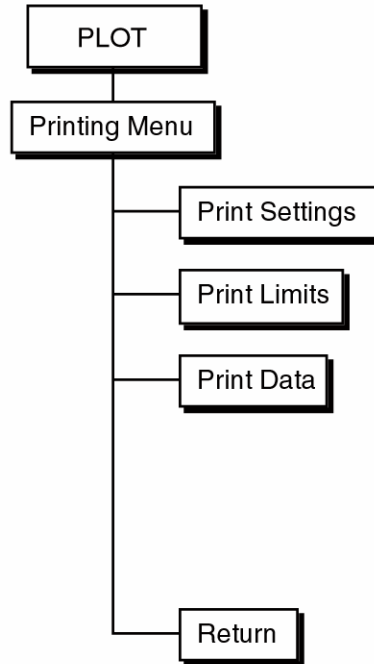 PLOT
Printing Menu
Print Settings
Print Limits
Print Data
Return